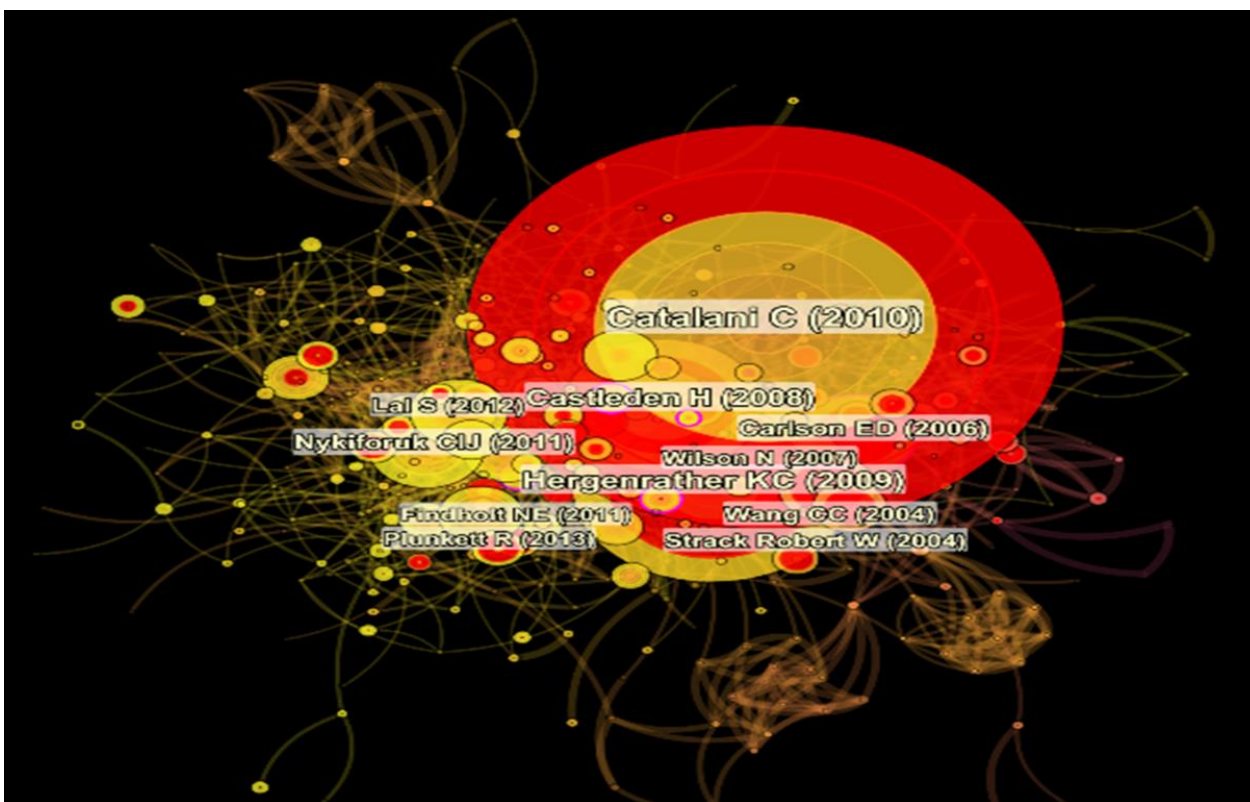 Catalani C (2010)
Castleden H (2008)
Lal S (2012)
Carlson ED (2006)
Nykiforuk CIJ (2011)
Wilson N (2007)
Hergenrather KC (2009)
Findholt NE (2011)
Wang CC (2004)
Plunkett R (2013)
Strack Robert W (2004)